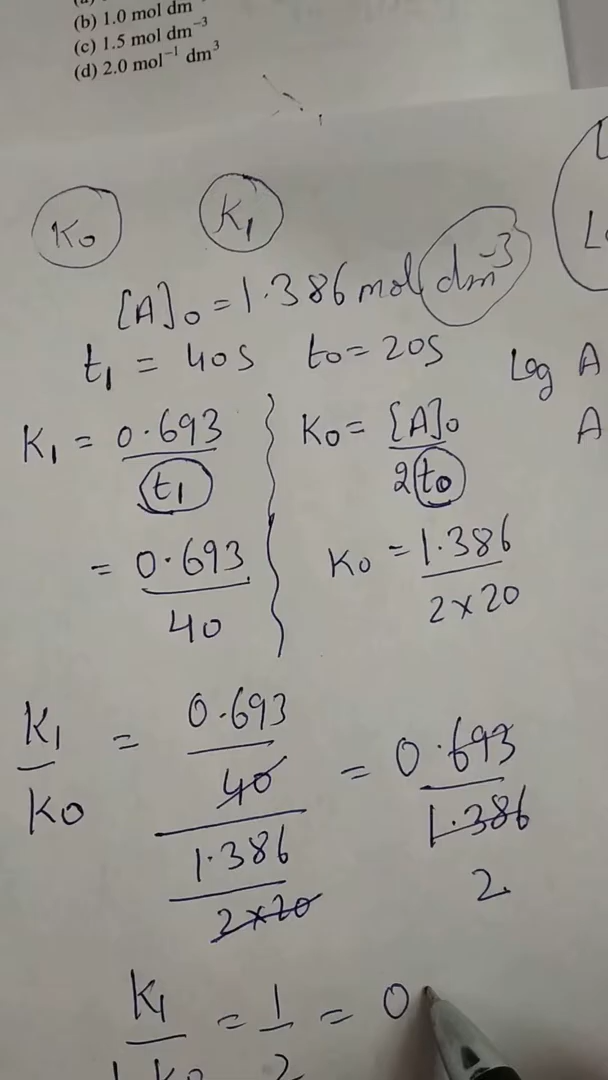 (b) 1.0 mol dm
(c) 1.5 mol dm⁻³
(d) 2.0 mol⁻¹ dm³
K₀ K₁
[A]₀ = 1.386 mol dm⁻³
t₁ = 40s t₀ = 20s
Log A
A
K₁ = 0.693/t₁
K₀ = [A]₀/2t₀
= 0.693/40
K₀ = 1.386/2×20
K₁/K₀ = (0.693/40)/(1.386/2×20) = 0.693/1.386
2
K₁/K₀ = 1/2 = 0